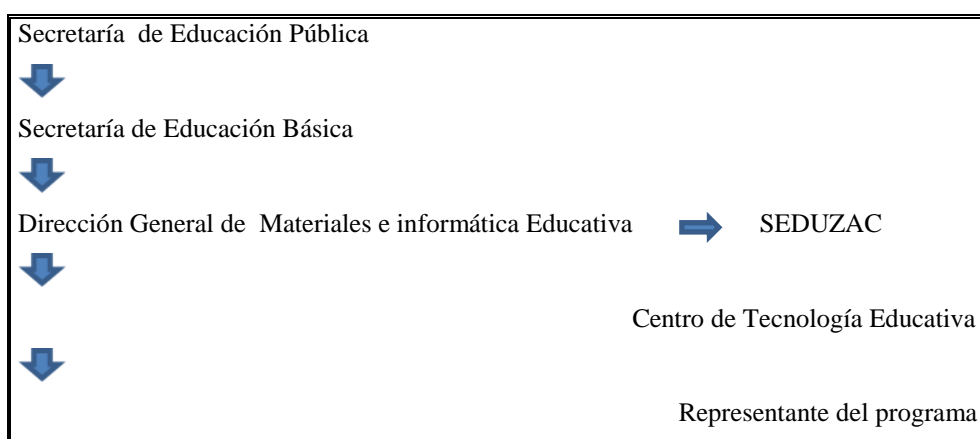 Secretaría  de Educación Pública
Secretaría de Educación Básica
Dirección General de  Materiales e informática Educativa SEDUZAC
Centro de Tecnología Educativa
Representante del programa